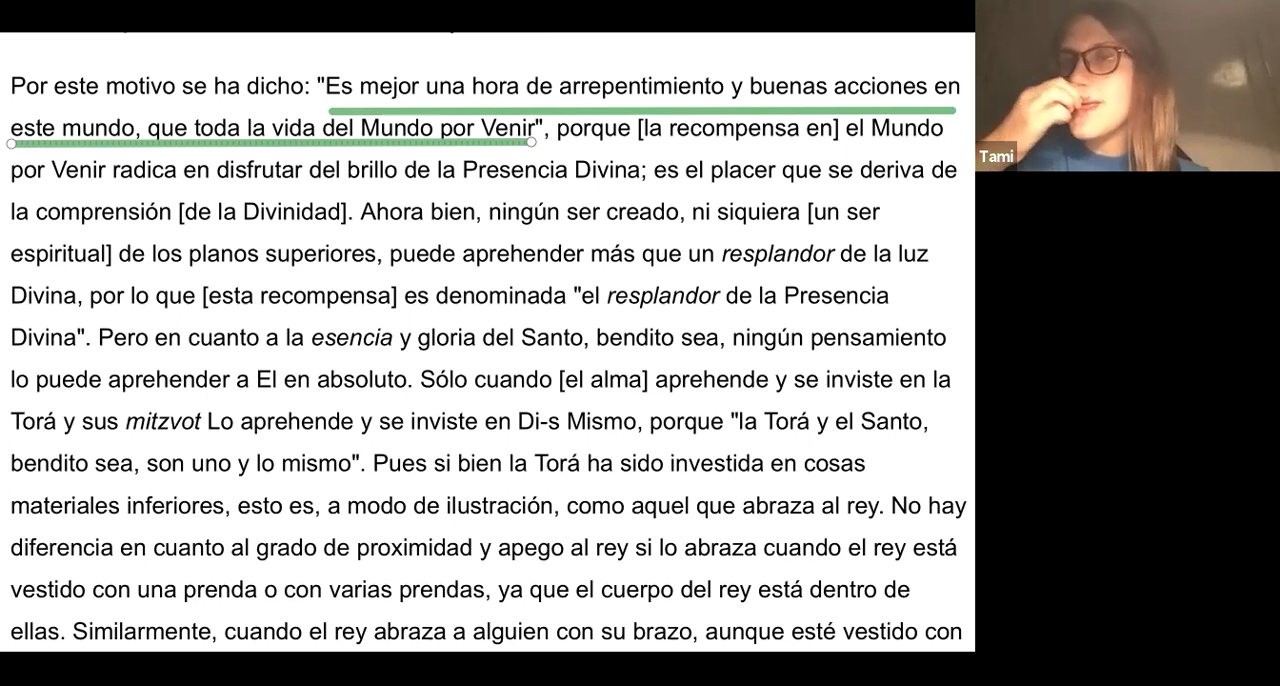 Por este motivo se ha dicho: "Es mejor una hora de arrepentimiento y buenas acciones en
este mundo, que toda la vida del Mundo por Venir", porque [la recompensa en] el Mundo
por Venir radica en disfrutar del brillo de la Presencia Divina; es el placer que se deriva de
la comprensión [de la Divinidad]. Ahora bien, ningún ser creado, ni siquiera [un ser
espiritual] de los planos superiores, puede aprehender más que un resplandor de la luz
Divina, por lo que [esta recompensa] es denominada "el resplandor de la Presencia
Divina". Pero en cuanto a la esencia y gloria del Santo, bendito sea, ningún pensamiento
lo puede aprehender a El en absoluto. Sólo cuando [el alma] aprehende y se inviste en la
Torá y sus mitzvot Lo aprehende y se inviste en Di-s Mismo, porque "la Torá y el Santo,
bendito sea, son uno y lo mismo". Pues si bien la Torá ha sido investida en cosas
materiales inferiores, esto es, a modo de ilustración, como aquel que abraza al rey. No hay
diferencia en cuanto al grado de proximidad y apego al rey si lo abraza cuando el rey está
vestido con una prenda o con varias prendas, ya que el cuerpo del rey está dentro de
ellas. Similarmente, cuando el rey abraza a alguien con su brazo, aunque esté vestido con
Tami